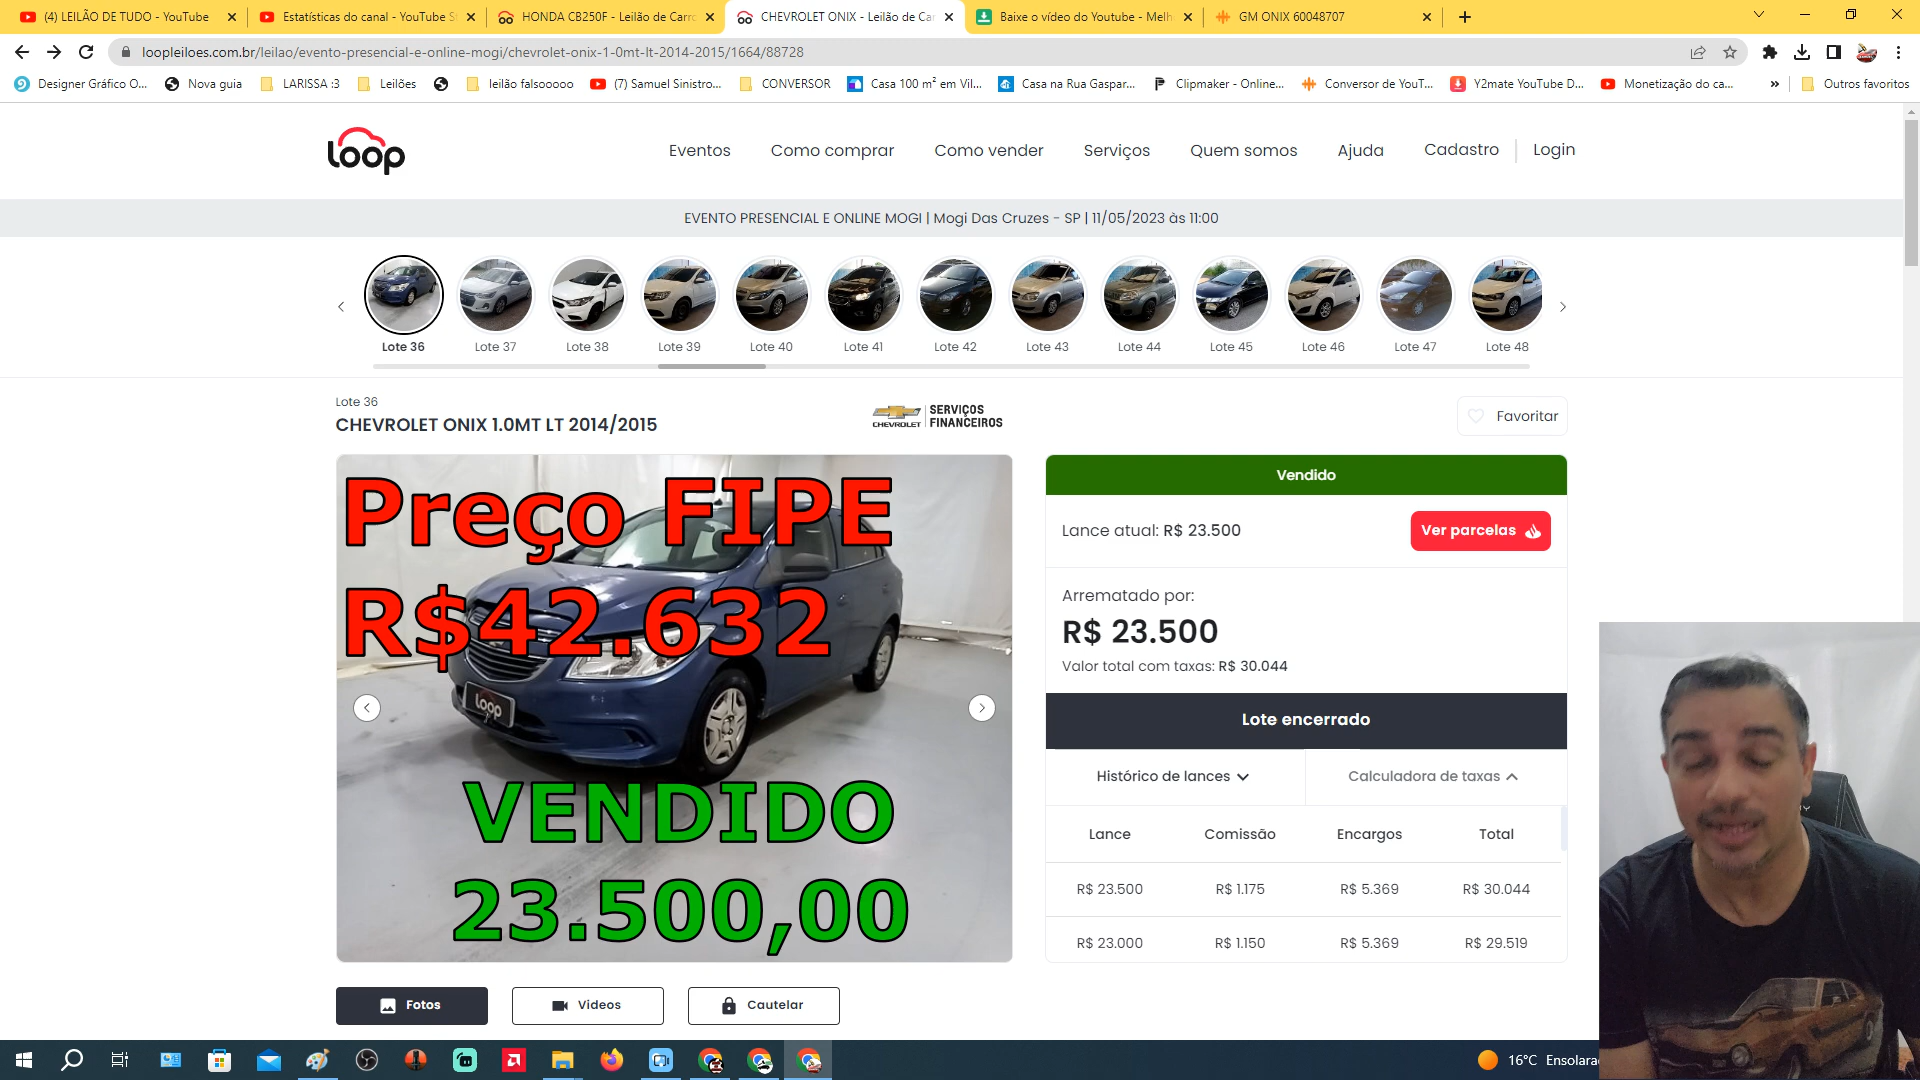 (4) LEILÃO DE TUDO - YouTube
Estatísticas do canal - YouTube S
HONDA CB250F - Leilão de Carro
CHEVROLET ONIX - Leilão de Car
Baixe o vídeo do Youtube - Melh
GM ONIX 60048707
loopleiloes.com.br/leilao/evento-presencial-e-online-mogi/chevrolet-onix-1-0mt-lt-2014-2015/1664/88728
Designer Gráfico O...
Nova guia
LARISSA :3
Leilões
leilão falsooooo
(7) Samuel Sinistro...
CONVERSOR
Casa 100 m² em Vil...
Casa na Rua Gaspar...
Clipmaker - Online...
Conversor de YouT...
Y2mate YouTube D...
Monetização do ca...
»
Outros favoritos
loop
Eventos
Como comprar
Como vender
Serviços
Quem somos
Ajuda
Cadastro
Login
EVENTO PRESENCIAL E ONLINE MOGI | Mogi Das Cruzes - SP | 11/05/2023 às 11:00
Lote 36
Lote 37
Lote 38
Lote 39
Lote 40
Lote 41
Lote 42
Lote 43
Lote 44
Lote 45
Lote 46
Lote 47
Lote 48
Lote 36
CHEVROLET ONIX 1.0MT LT 2014/2015
CHEVROLET
SERVIÇOS
FINANCEIROS
Favoritar
Preço FIPE
R$42.632
loop
VENDIDO
23.500,00
Vendido
Lance atual: R$ 23.500
Ver parcelas
Arrematado por:
R$ 23.500
Valor total com taxas: R$ 30.044
Lote encerrado
Histórico de lances
Calculadora de taxas
Lance Comissão Encargos Total
R$ 23.500 R$ 1.175 R$ 5.369 R$ 30.044
R$ 23.000 R$ 1.150 R$ 5.369 R$ 29.519
Fotos
Videos
Cautelar
16°C Ensolara